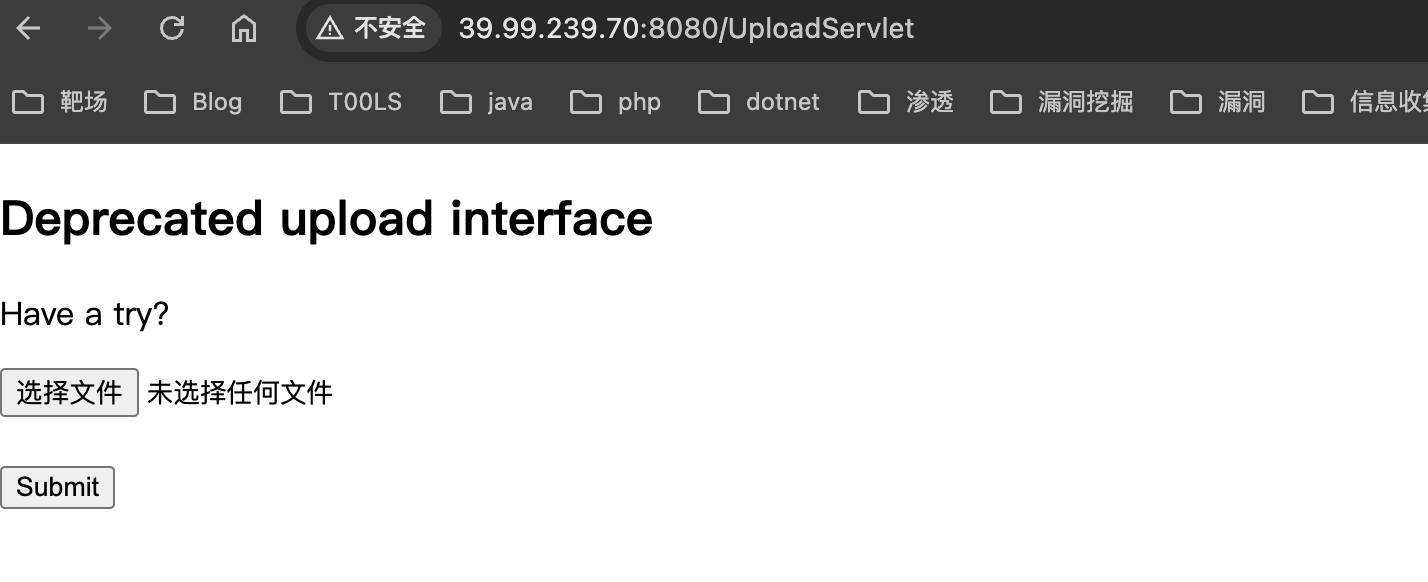 不安全 39.99.239.70:8080/UploadServlet
靶场 Blog T00LS java php dotnet 渗透 漏洞挖掘 漏洞 信息收
Deprecated upload interface
Have a try?
选择文件 未选择任何文件
Submit